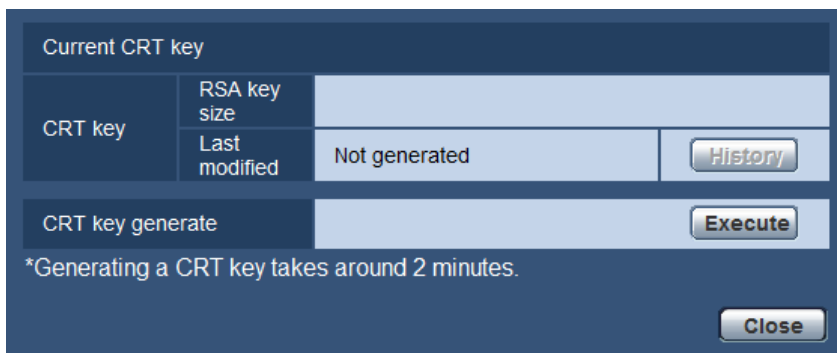 Current CRT key
CRT key
RSA key
size
Last
modified
Not generated
History
CRT key generate
Execute
*Generating a CRT key takes around 2 minutes.
Close